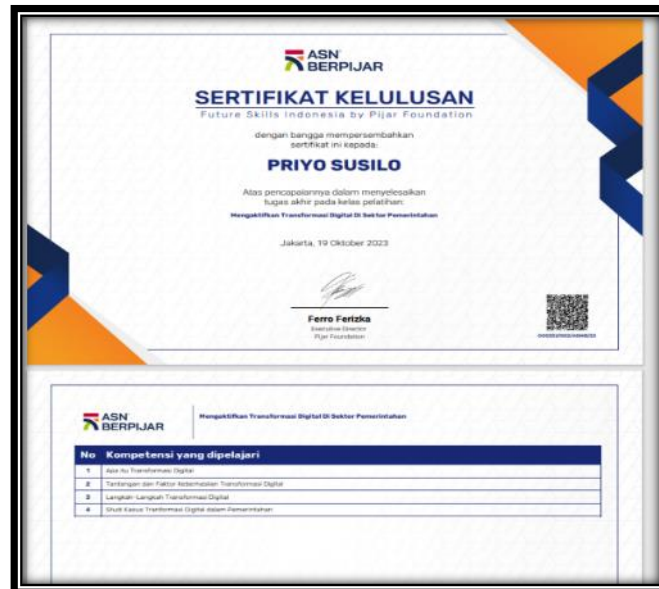 ASN
BERPIJAR
SERTIFIKAT KELULUSAN
Future Skills Indonesia by Pijar Foundation
dengan bangga mempersembahkan
sertifikat ini kepada:
PRIYO SUSILO
Atas pencapaiannya dalam menyelesaikan
tugas akhir pada kelas pelatihan:
Mengaktifkan Transformasi Digital Di Sektor Pemerintahan
Jakarta, 19 Oktober 2023
Ferro Ferizka
Executive Director
Pijar Foundation
ASN
BERPIJAR
Mengaktifkan Transformasi Digital Di Sektor Pemerintahan
No Kompetensi yang dipelajari
1 Apa Itu Transformasi Digital
2 Tantangan dan Faktor Keberhasilan Transformasi Digital
3 Langkah-Langkah Transformasi Digital
4 Studi Kasus Tranformasi Digital dalam Pemerintahan